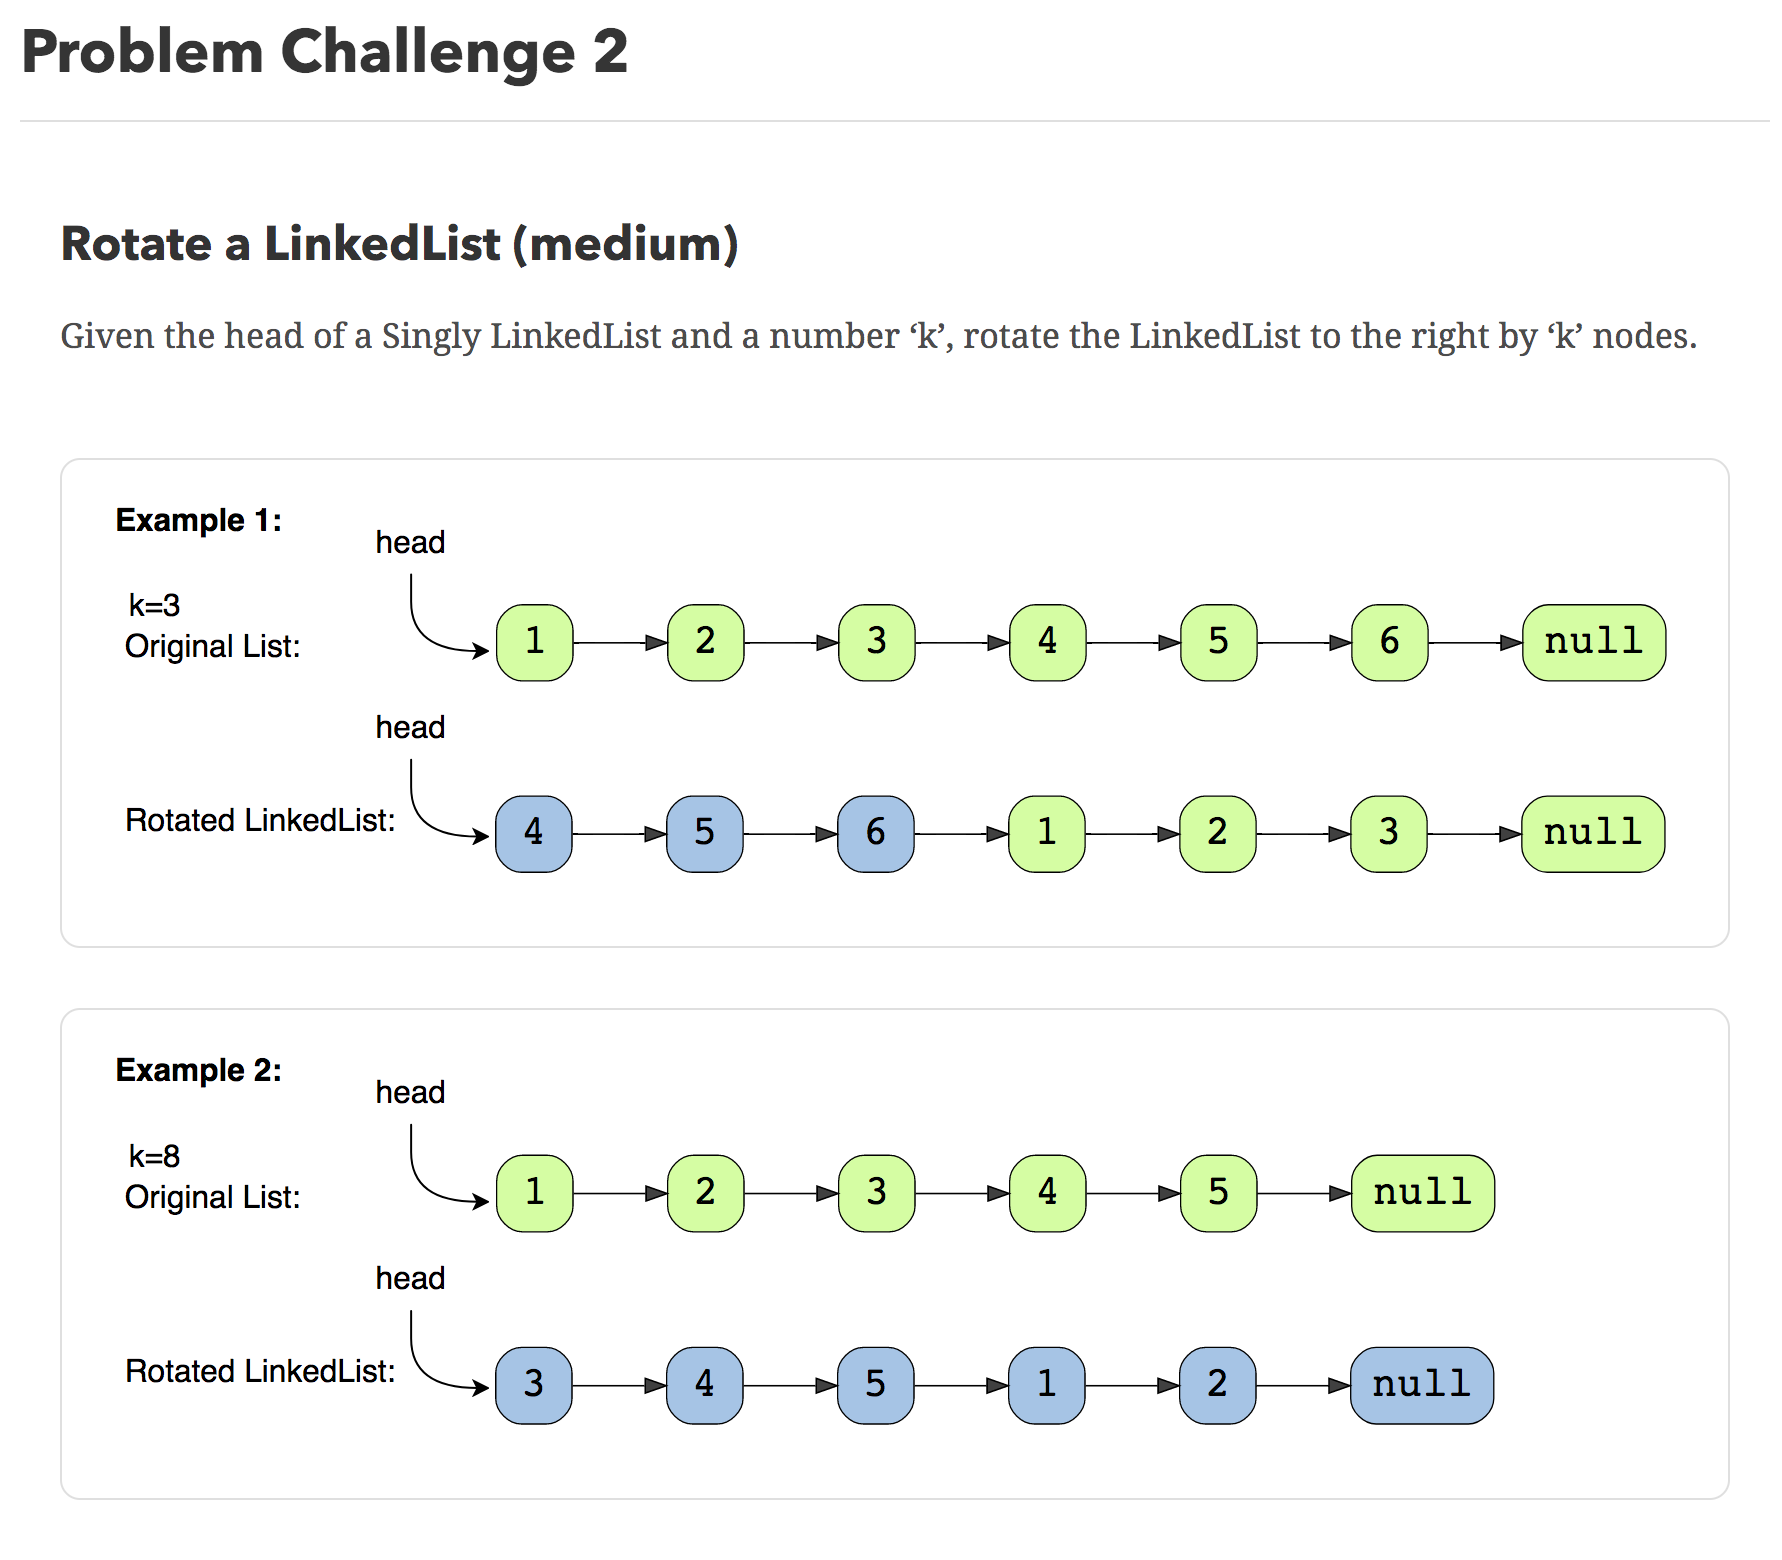 Problem Challenge 2
Rotate a LinkedList (medium)
Given the head of a Singly LinkedList and a number ‘k’, rotate the LinkedList to the right by ‘k’ nodes.
Example 1:
head
k=3
Original List:
1 2 3 4 5 6 null
head
Rotated LinkedList:
4 5 6 1 2 3 null
Example 2:
head
k=8
Original List:
1 2 3 4 5 null
head
Rotated LinkedList:
3 4 5 1 2 null